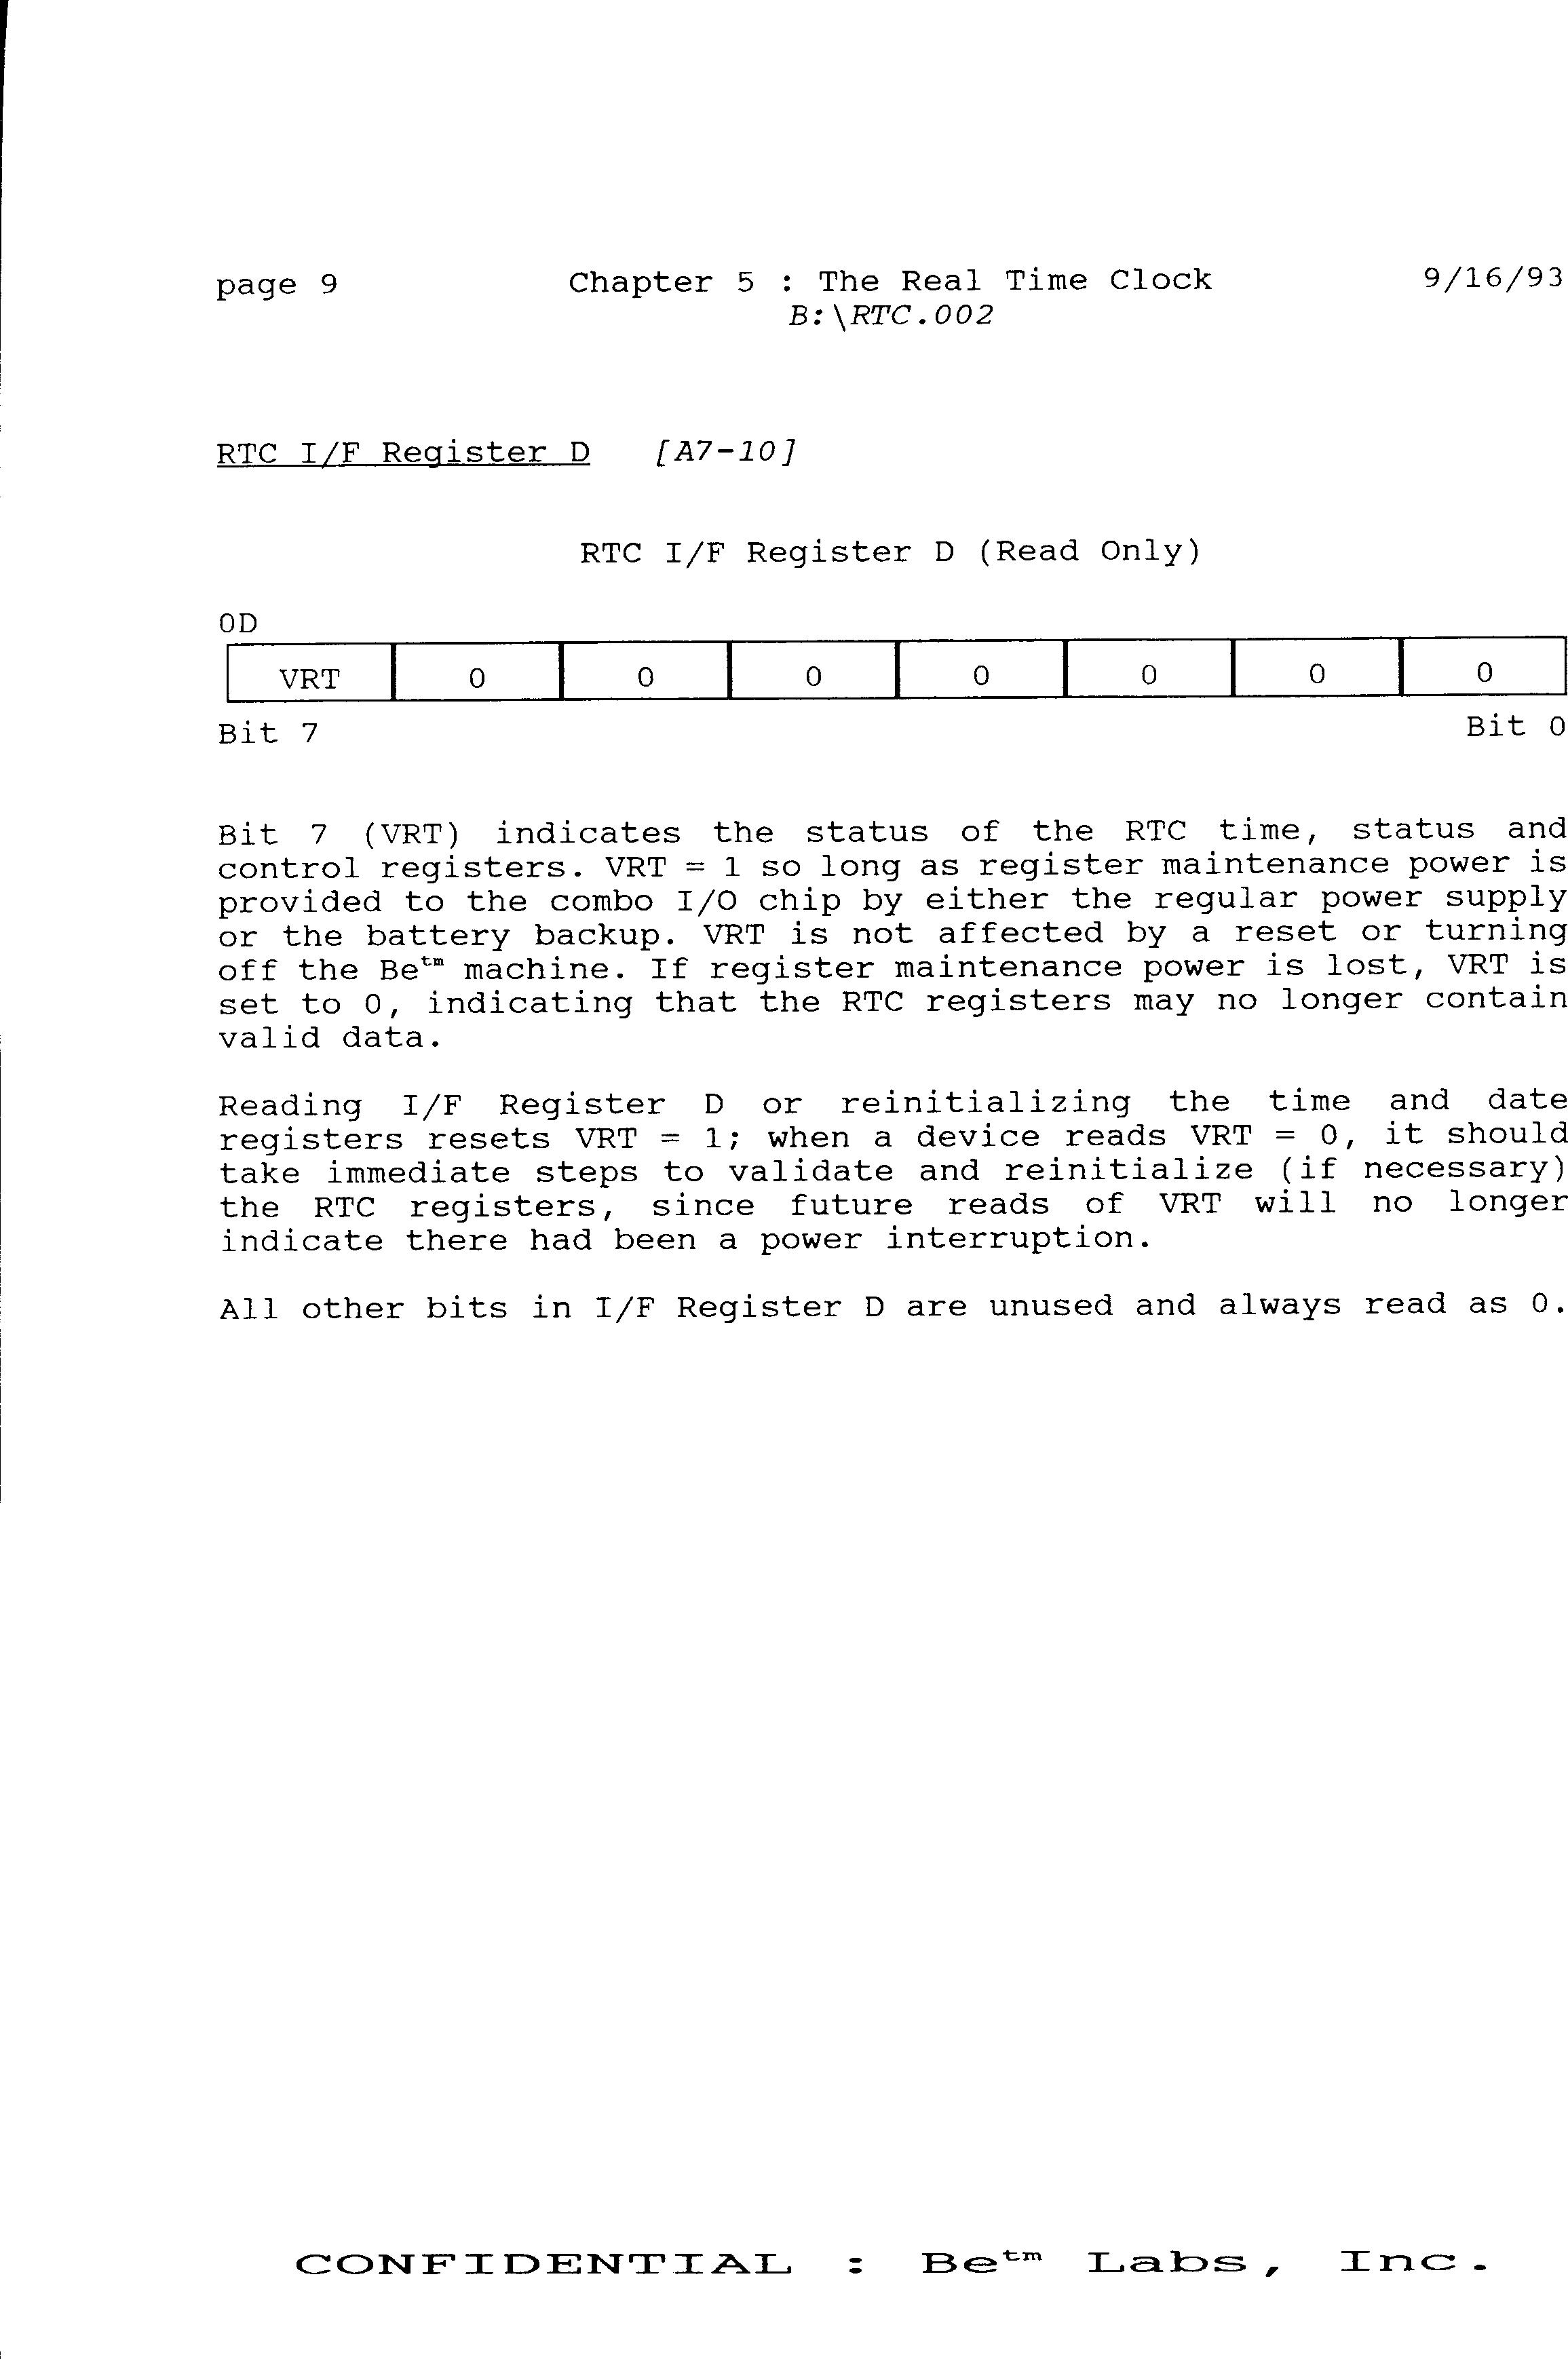 page 9 Chapter 5 : The Real Time Clock 9/16/93
B:\RTC.002
RTC I/F Register D [A7-10]
RTC I/F Register D (Read Only)
0D
VRT 0 0 0 0 0 0 0
Bit 7 Bit 0
Bit 7 (VRT) indicates the status of the RTC time, status and
control registers. VRT = 1 so long as register maintenance power is
provided to the combo I/O chip by either the regular power supply
or the battery backup. VRT is not affected by a reset or turning
off the Be™ machine. If register maintenance power is lost, VRT is
set to 0, indicating that the RTC registers may no longer contain
valid data.
Reading I/F Register D or reinitializing the time and date
registers resets VRT = 1; when a device reads VRT = 0, it should
take immediate steps to validate and reinitialize (if necessary)
the RTC registers, since future reads of VRT will no longer
indicate there had been a power interruption.
All other bits in I/F Register D are unused and always read as 0.
CONFIDENTIAL : Be™ Labs, Inc.